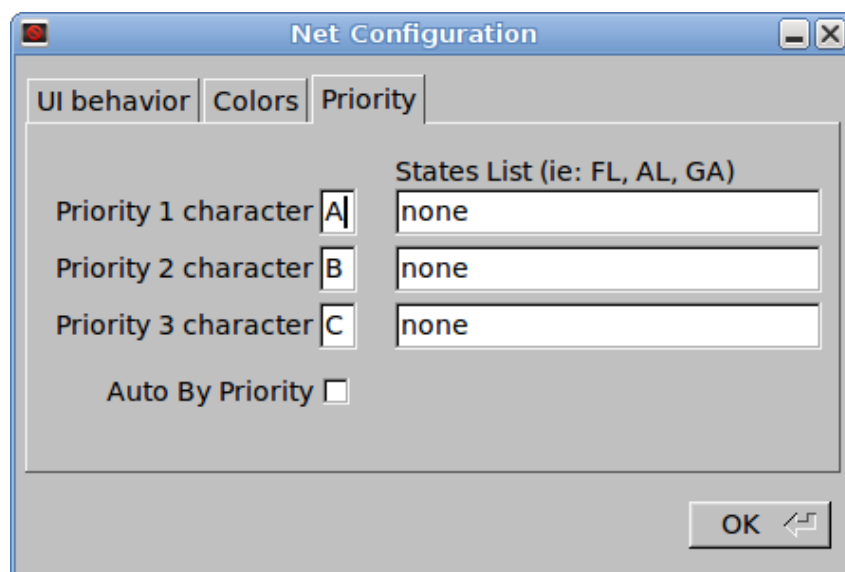 Net Configuration
UI behavior Colors Priority
States List (ie: FL, AL, GA)
Priority 1 character A none
Priority 2 character B none
Priority 3 character C none
Auto By Priority
OK